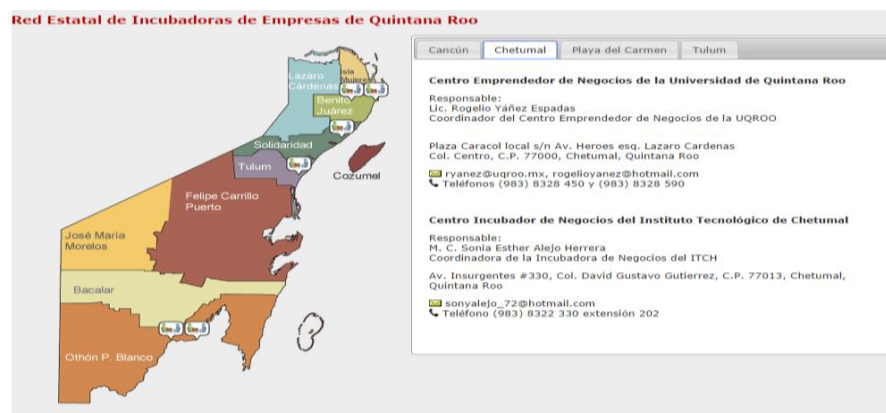 Red Estatal de Incubadoras de Empresas de Quintana Roo
Lázaro
Cárdenas
Isla
Mujeres
Benito
Juárez
Solidaridad
Tulum
Cozumel
Felipe Carrillo
Puerto
José María
Morelos
Bacalar
Othón P. Blanco
Cancún Chetumal Playa del Carmen Tulum
Centro Emprendedor de Negocios de la Universidad de Quintana Roo
Responsable:
Lic. Rogelio Yáñez Espadas
Coordinador del Centro Emprendedor de Negocios de la UQROO
Plaza Caracol local s/n Av. Heroes esq. Lazaro Cardenas
Col. Centro, C.P. 77000, Chetumal, Quintana Roo
ryanez@uqroo.mx, rogelioyanez@hotmail.com
Teléfonos (983) 8328 450 y (983) 8328 590
Centro Incubador de Negocios del Instituto Tecnológico de Chetumal
Responsable:
M. C. Sonia Esther Alejo Herrera
Coordinadora de la Incubadora de Negocios del ITCH
Av. Insurgentes #330, Col. David Gustavo Gutierrez, C.P. 77013, Chetumal,
Quintana Roo
sonyalejo_72@hotmail.com
Teléfono (983) 8322 330 extensión 202